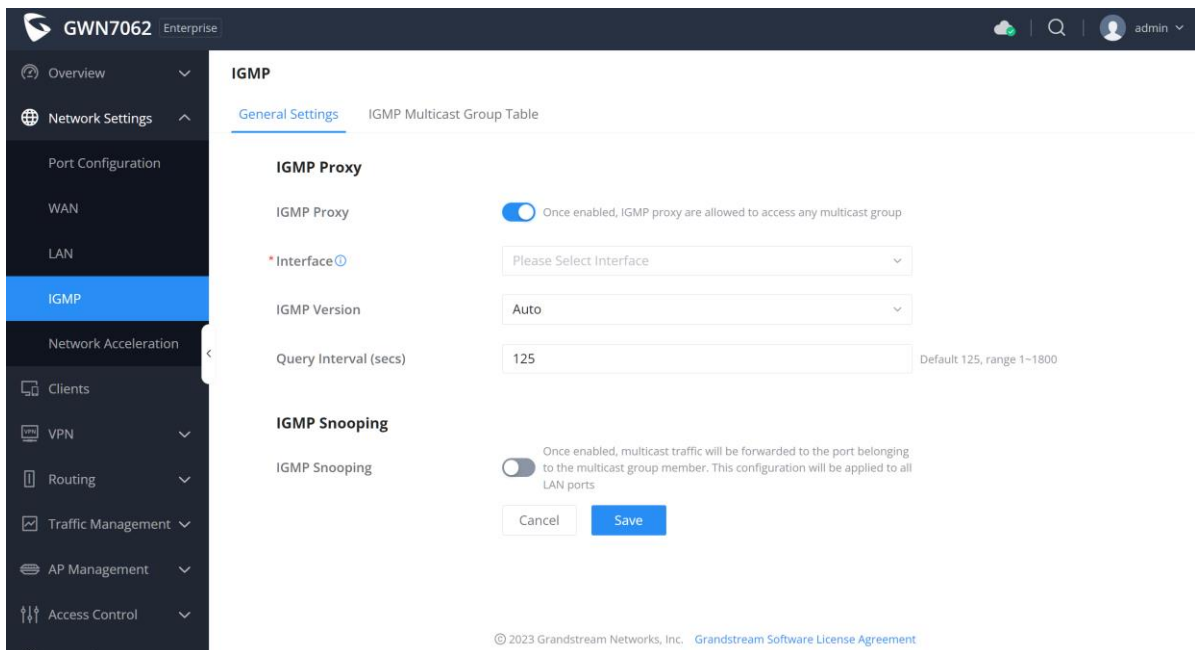 GWN7062 Enterprise
admin
Overview
Network Settings
Port Configuration
WAN
LAN
IGMP
Network Acceleration
Clients
VPN
Routing
Traffic Management
AP Management
Access Control
IGMP
General Settings IGMP Multicast Group Table
IGMP Proxy
IGMP Proxy Once enabled, IGMP proxy are allowed to access any multicast group
* Interface Please Select Interface
IGMP Version Auto
Query Interval (secs) 125 Default 125, range 1~1800
IGMP Snooping
IGMP Snooping
Once enabled, multicast traffic will be forwarded to the port belonging
to the multicast group member. This configuration will be applied to all
LAN ports
Cancel Save
© 2023 Grandstream Networks, Inc. Grandstream Software License Agreement